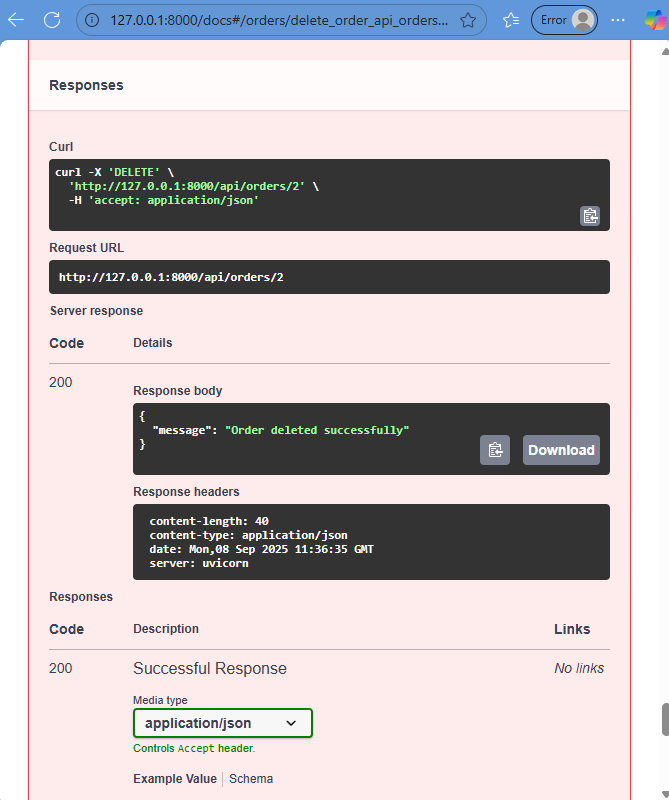 127.0.0.1:8000/docs#/orders/delete_order_api_orders...
Error
Responses
Curl
curl -X 'DELETE' \
'http://127.0.0.1:8000/api/orders/2' \
-H 'accept: application/json'
Request URL
http://127.0.0.1:8000/api/orders/2
Server response
Code Details
200
Response body
{
"message": "Order deleted successfully"
}
Download
Response headers
content-length: 40
content-type: application/json
date: Mon,08 Sep 2025 11:36:35 GMT
server: uvicorn
Responses
Code Description Links
200 Successful Response No links
Media type
application/json
Controls Accept header.
Example Value Schema